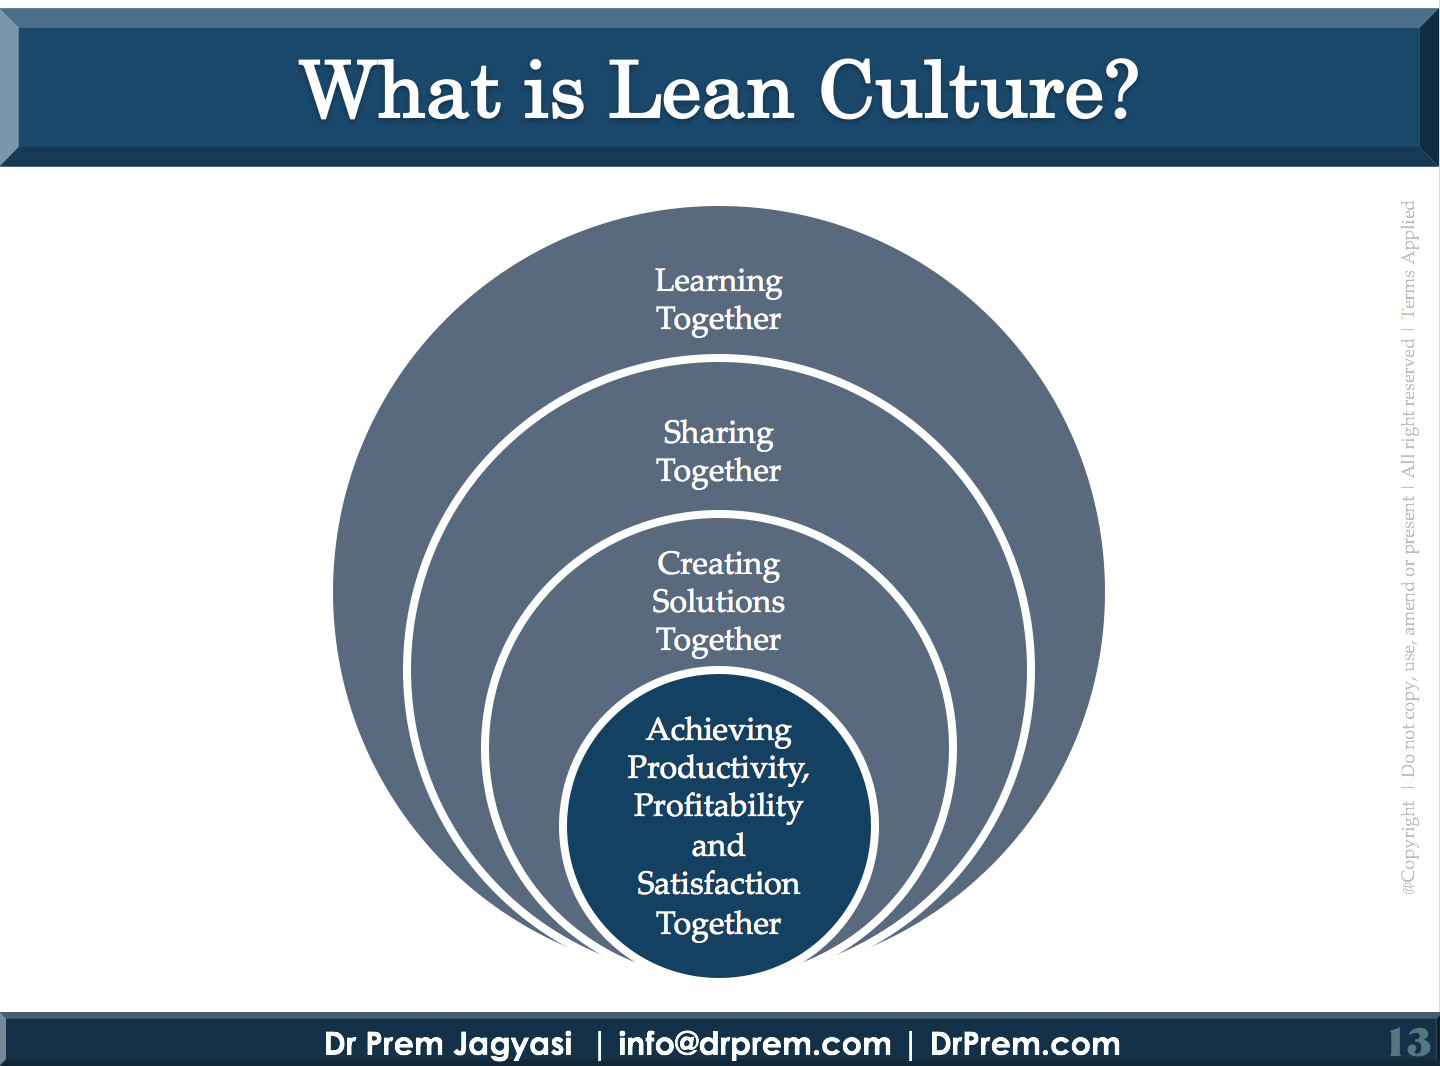 What is Lean Culture?
Learning
Together
Sharing
Together
Creating
Solutions
Together
Achieving
Productivity,
Profitability
and
Satisfaction
Together
@Copyright | Do not copy, use, amend or present | All right reserved | Terms Applied
Dr Prem Jagyasi | info@drprem.com | DrPrem.com
13